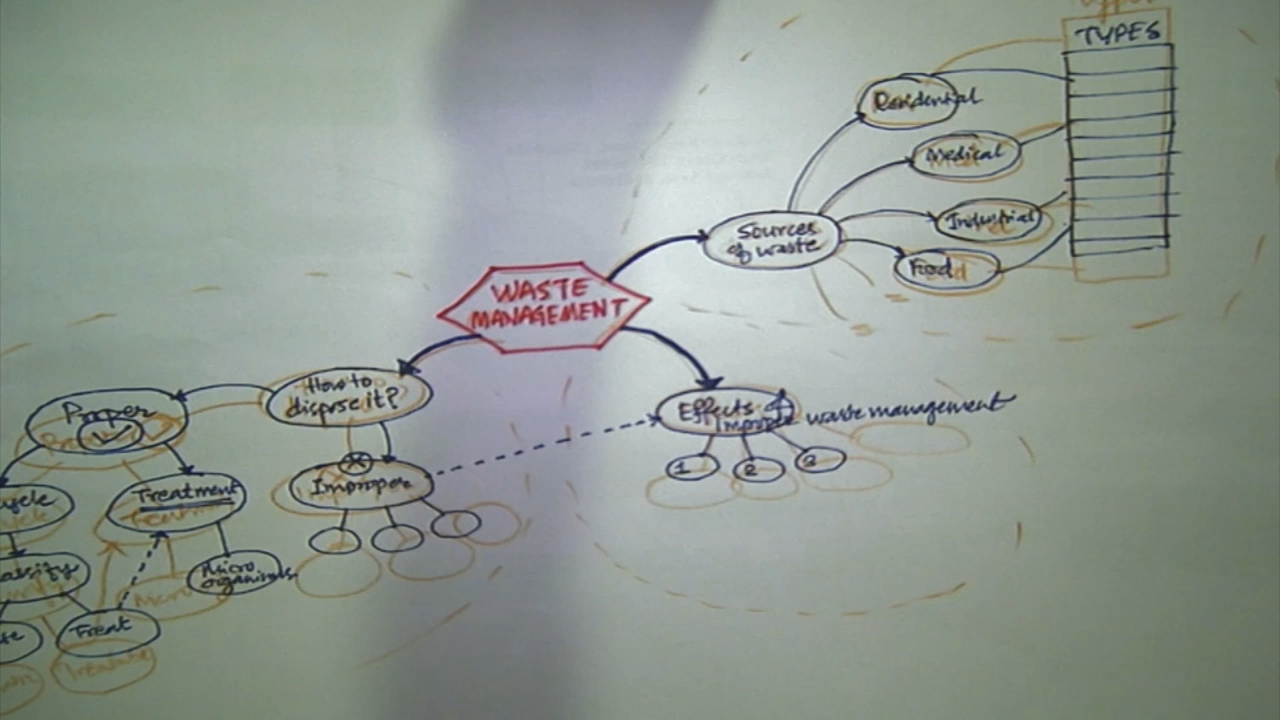 TYPES
Residential
Medical
Industrial
Food
Sources
of waste
WASTE
MANAGEMENT
How to
dispose it?
Proper
Effects of
Improper waste management
1
2
3
Improper
Treatment
Micro
organisms
Treat